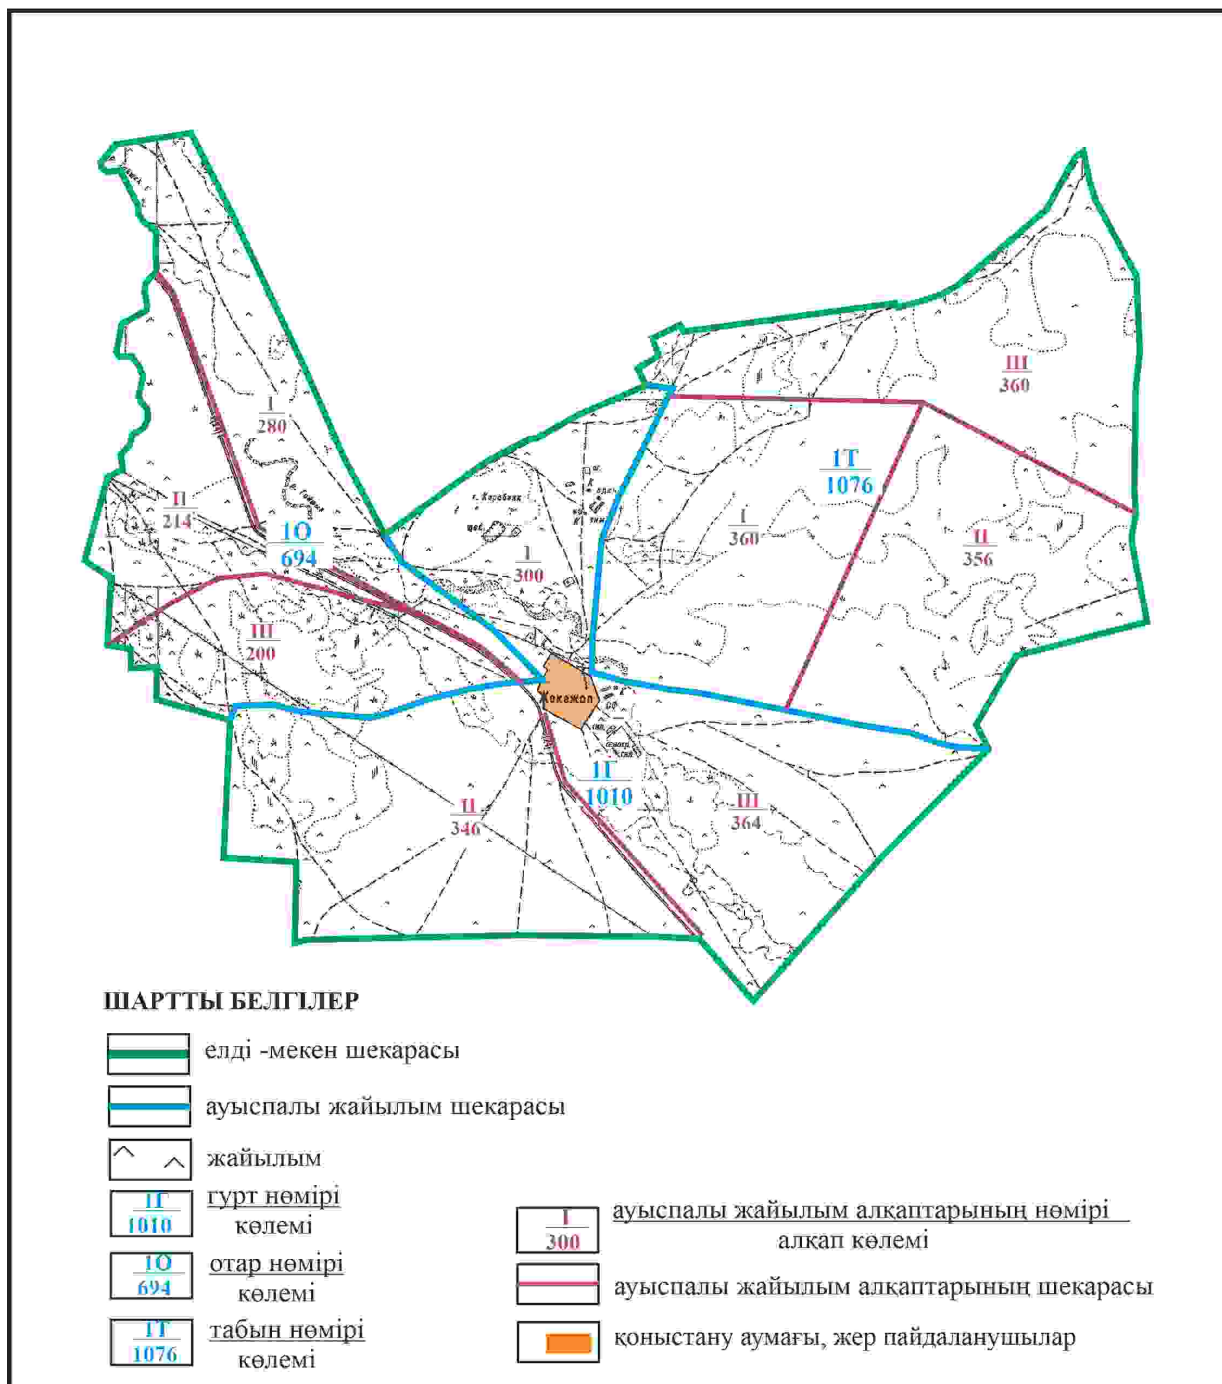 III
360
1Т
1076
I
280
II
214
1О
694
I
300
I
360
II
356
III
200
Кокжол
1Г
1010
II
346
III
364
ШАРТТЫ БЕЛГІЛЕР
елді -мекен шекарасы
ауыспалы жайылым шекарасы
жайылым
1Г
1010
гурт нөмірі
көлемі
1О
694
отар нөмірі
көлемі
1Т
1076
табын нөмірі
көлемі
I
300
ауыспалы жайылым алқаптарының нөмірі
алқап көлемі
ауыспалы жайылым алқаптарының шекарасы
қоныстану аумағы, жер пайдаланушылар